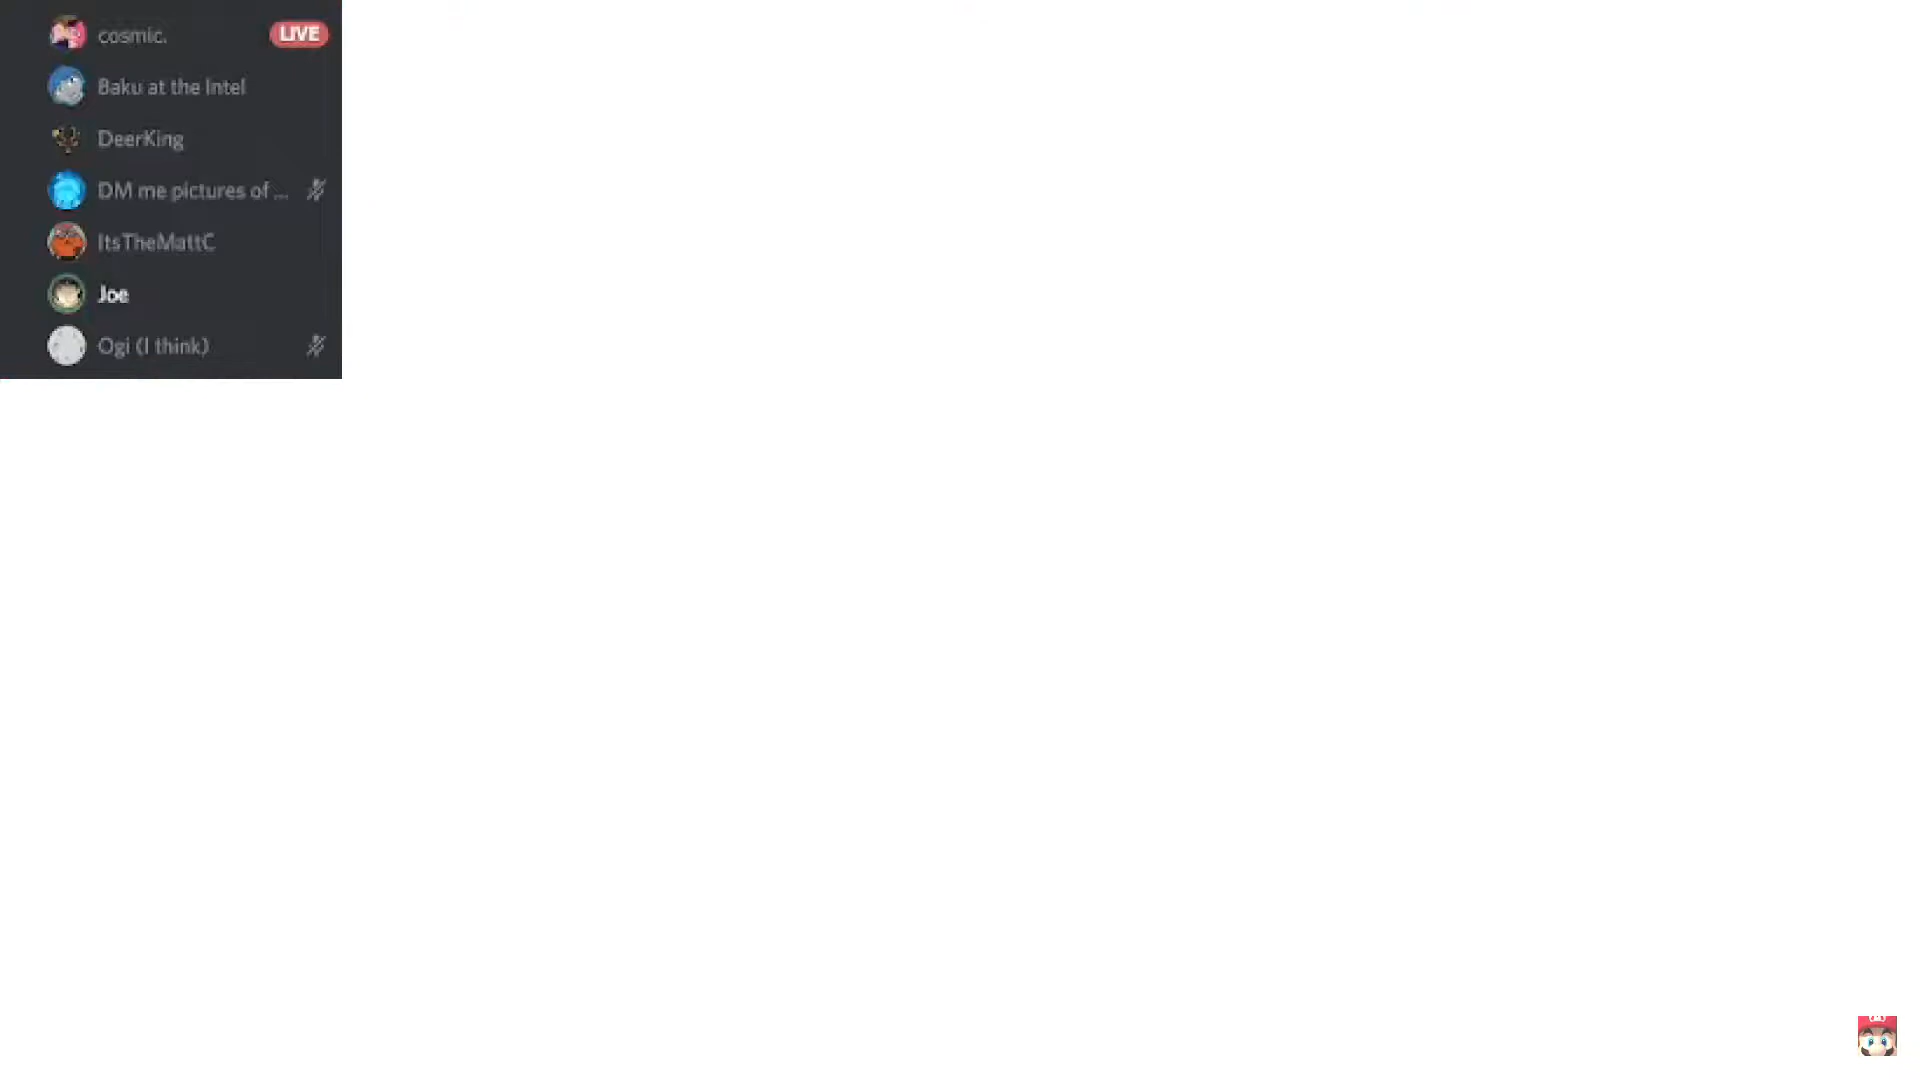 cosmic.
LIVE
Baku at the Intel
DeerKing
DM me pictures of ...
ItsTheMattC
Joe
Ogi (I think)